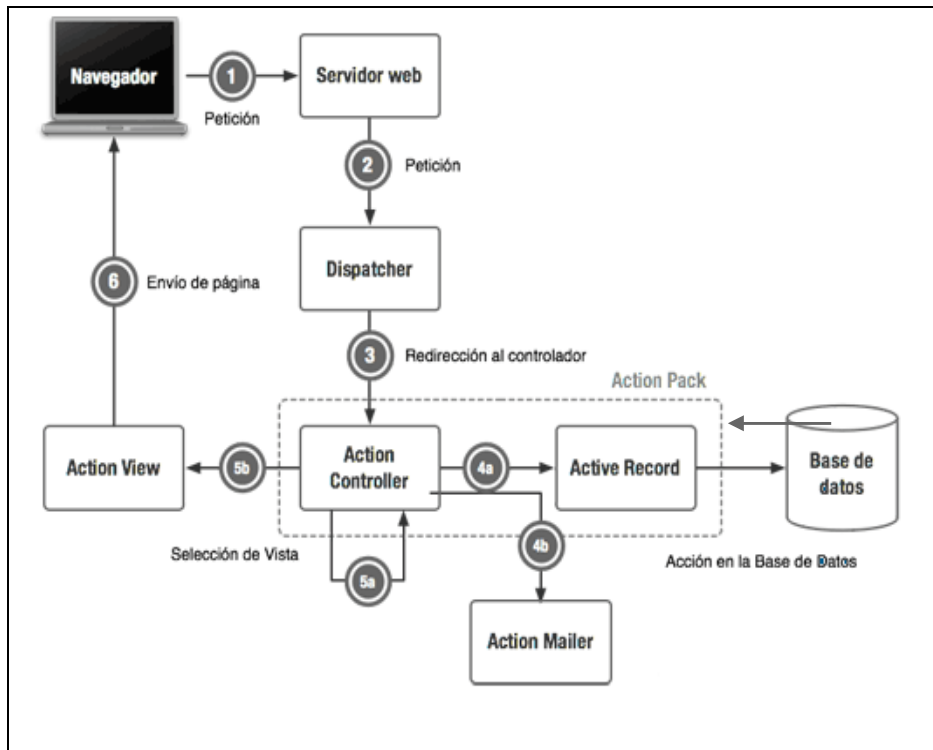 Navegador
1
Petición
Servidor web
2
Petición
Dispatcher
6
Envío de página
3
Redirección al controlador
Action Pack
Action View
5b
Action
Controller
4a
Active Record
Base de
datos
Selección de Vista
5a
4b
Acción en la Base de Datos
Action Mailer